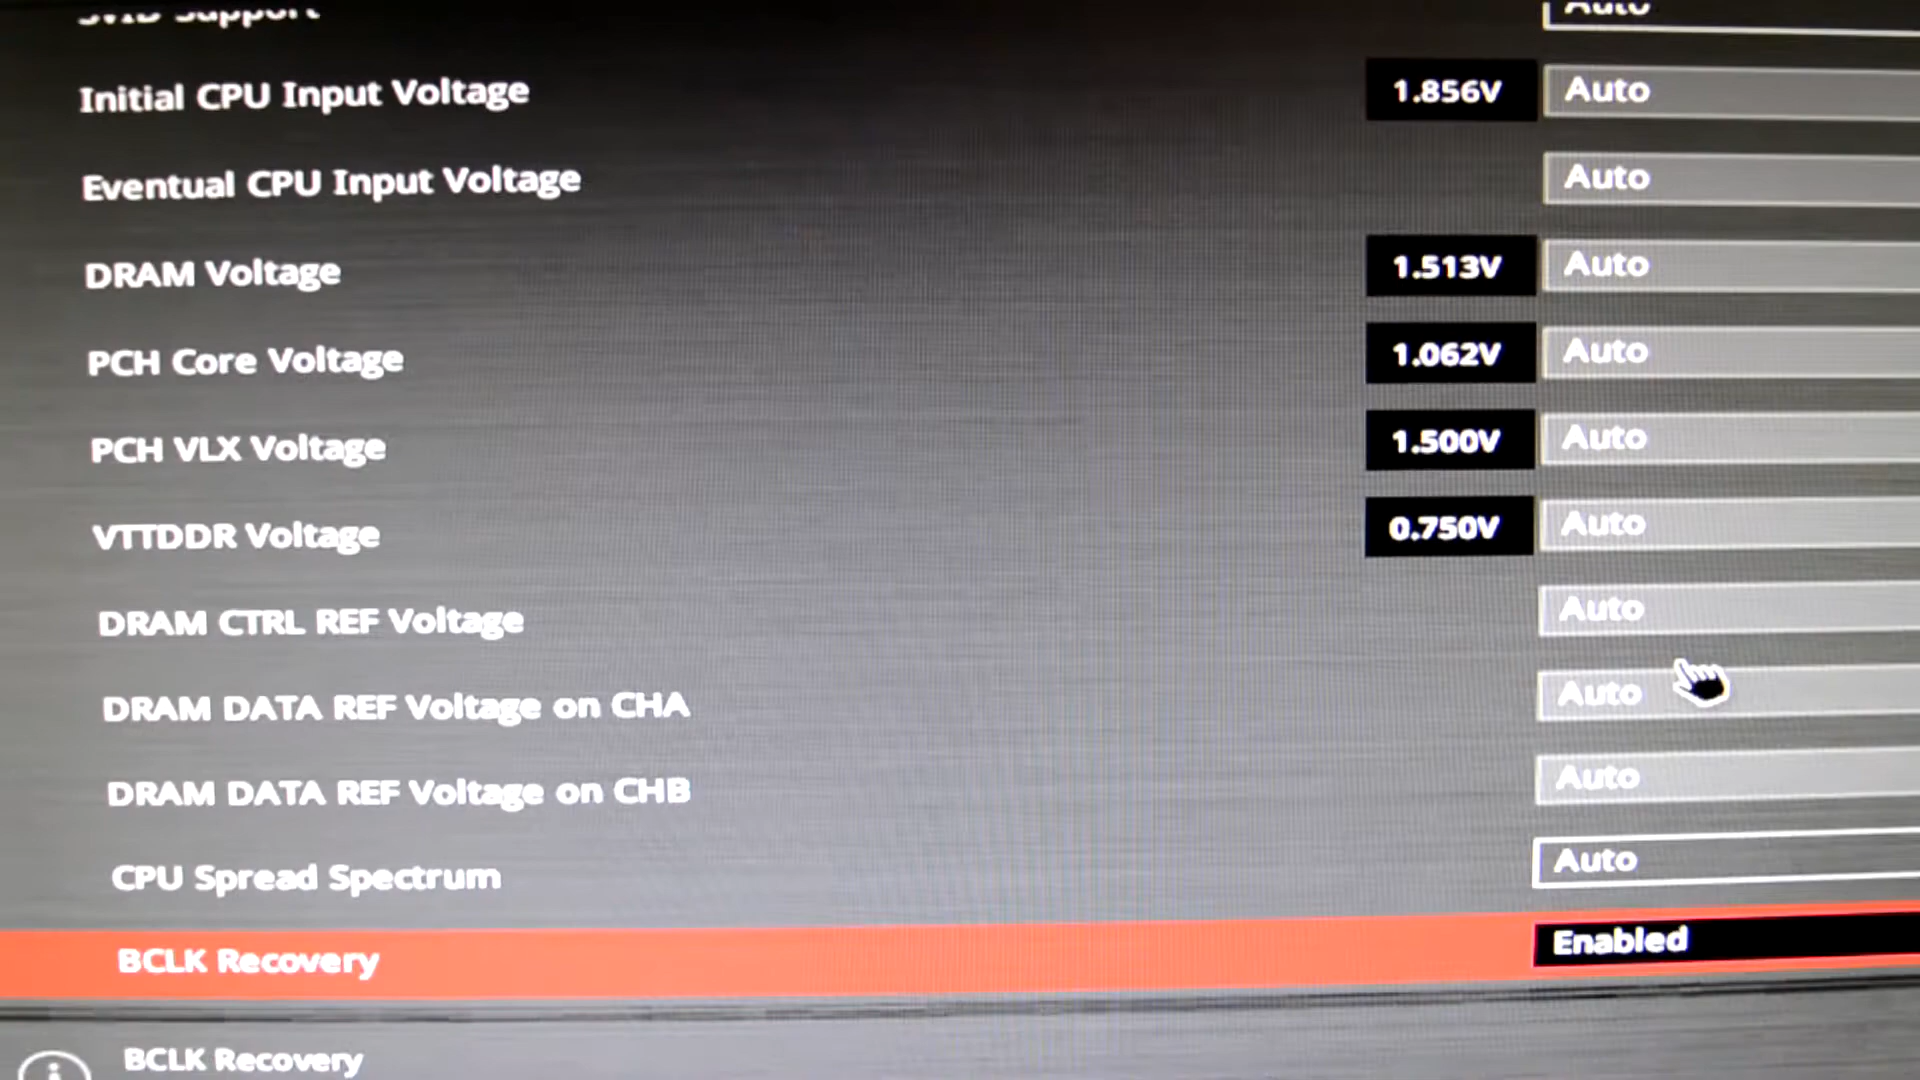 SVID Support Auto
Initial CPU Input Voltage 1.856V Auto
Eventual CPU Input Voltage Auto
DRAM Voltage 1.513V Auto
PCH Core Voltage 1.062V Auto
PCH VLX Voltage 1.500V Auto
VTTDDR Voltage 0.750V Auto
DRAM CTRL REF Voltage Auto
DRAM DATA REF Voltage on CHA Auto
DRAM DATA REF Voltage on CHB Auto
CPU Spread Spectrum Auto
BCLK Recovery Enabled
BCLK Recovery